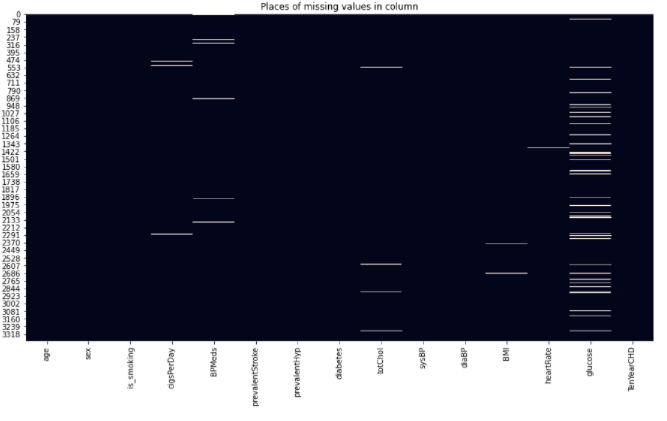 Places of missing values in column
0
79
158
237
316
395
474
553
632
711
790
869
948
1027
1106
1185
1264
1343
1422
1501
1580
1659
1738
1817
1896
1975
2054
2133
2212
2291
2370
2449
2528
2607
2686
2765
2844
2923
3002
3081
3160
3239
3318
age
sex
is_smoking
cigsPerDay
BPMeds
prevalentStroke
prevalentHyp
diabetes
totChol
sysBP
diaBP
BMI
heartRate
glucose
TenYearCHD